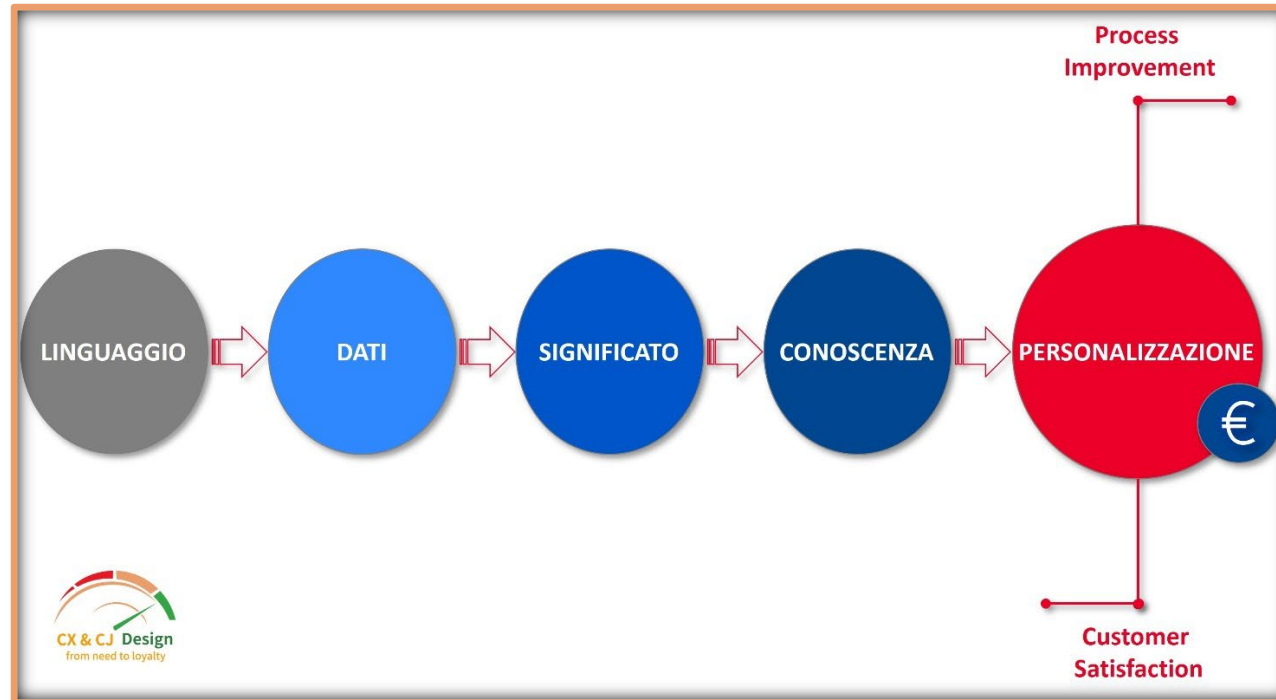 Process
Improvement
LINGUAGGIO
DATI
SIGNIFICATO
CONOSCENZA
PERSONALIZZAZIONE
€
CX & CJ Design
from need to loyalty
Customer
Satisfaction